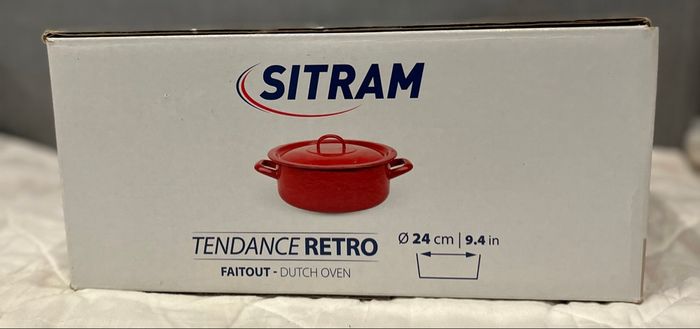 SITRAM
TENDANCE RETRO
FAITOUT - DUTCH OVEN
Ø 24 cm | 9.4 in